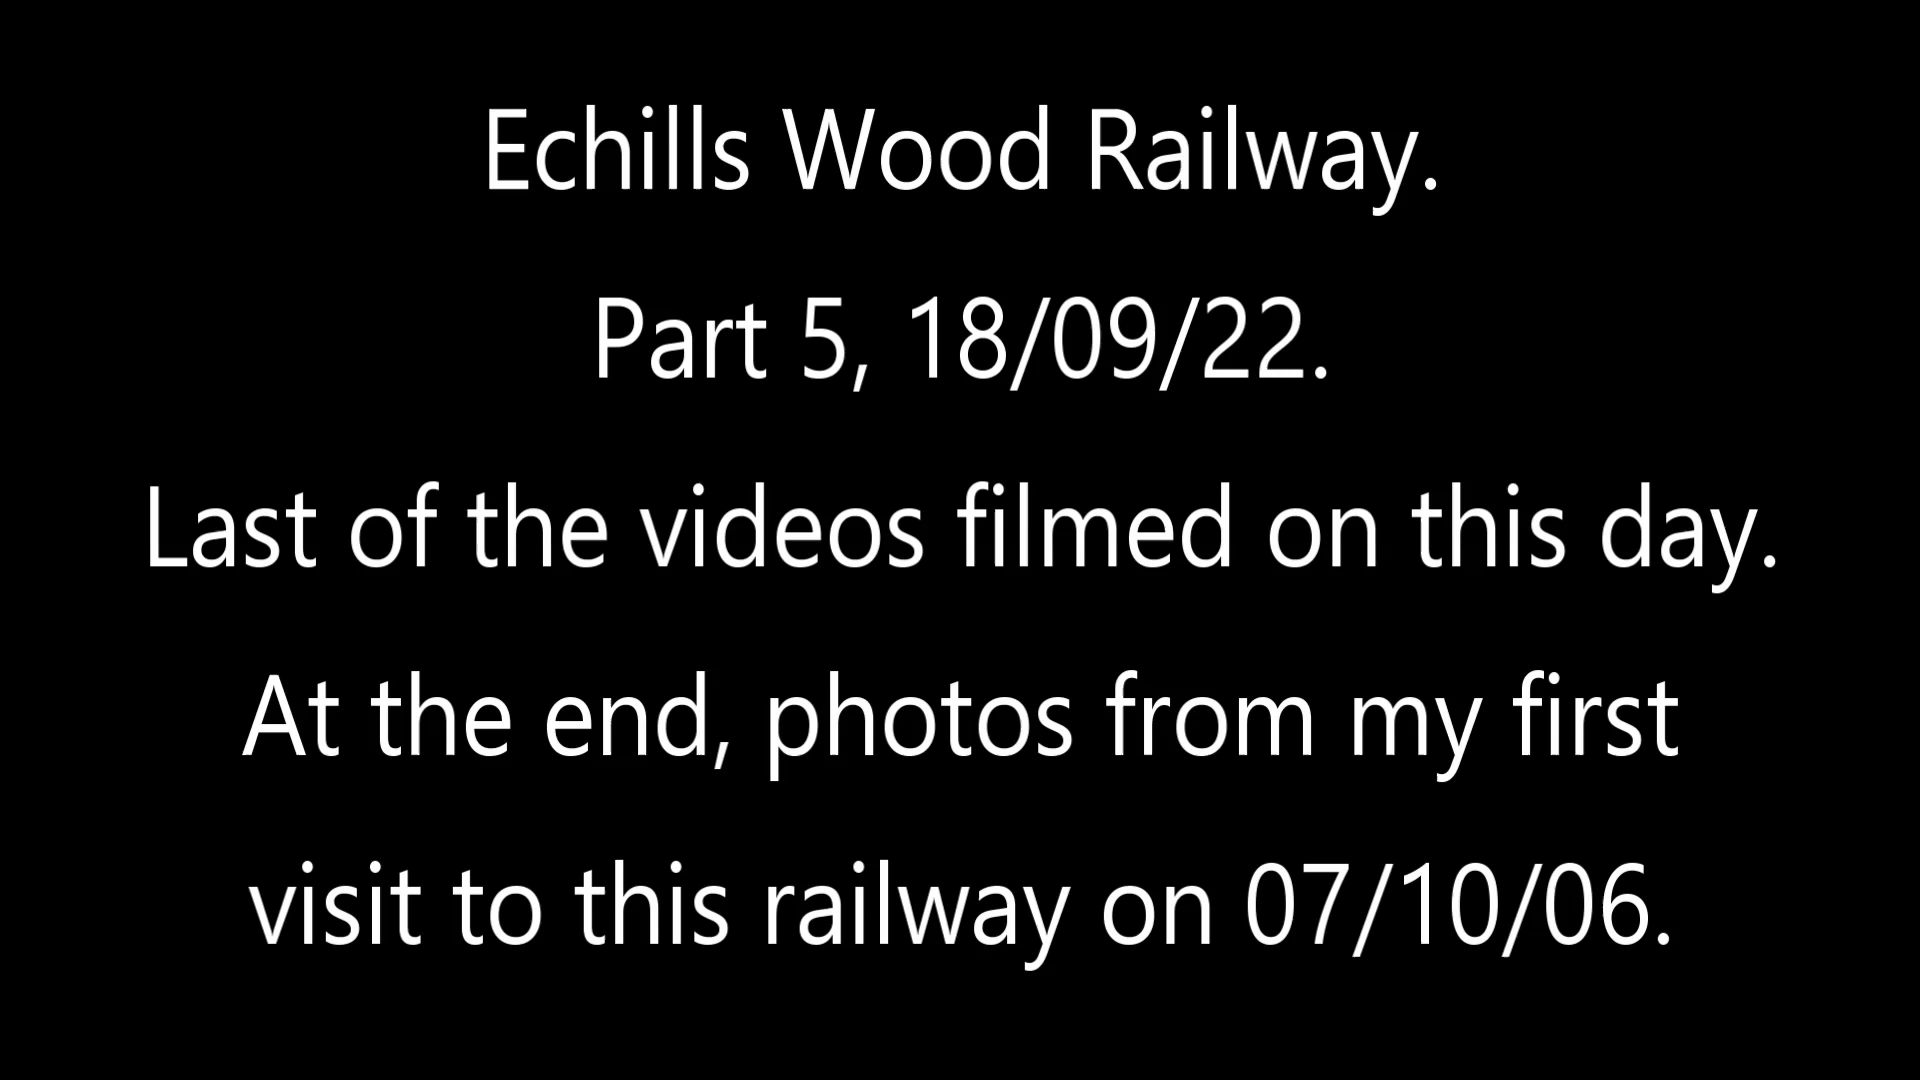 Echills Wood Railway.
Part 5, 18/09/22.
Last of the videos filmed on this day.
At the end, photos from my first
visit to this railway on 07/10/06.